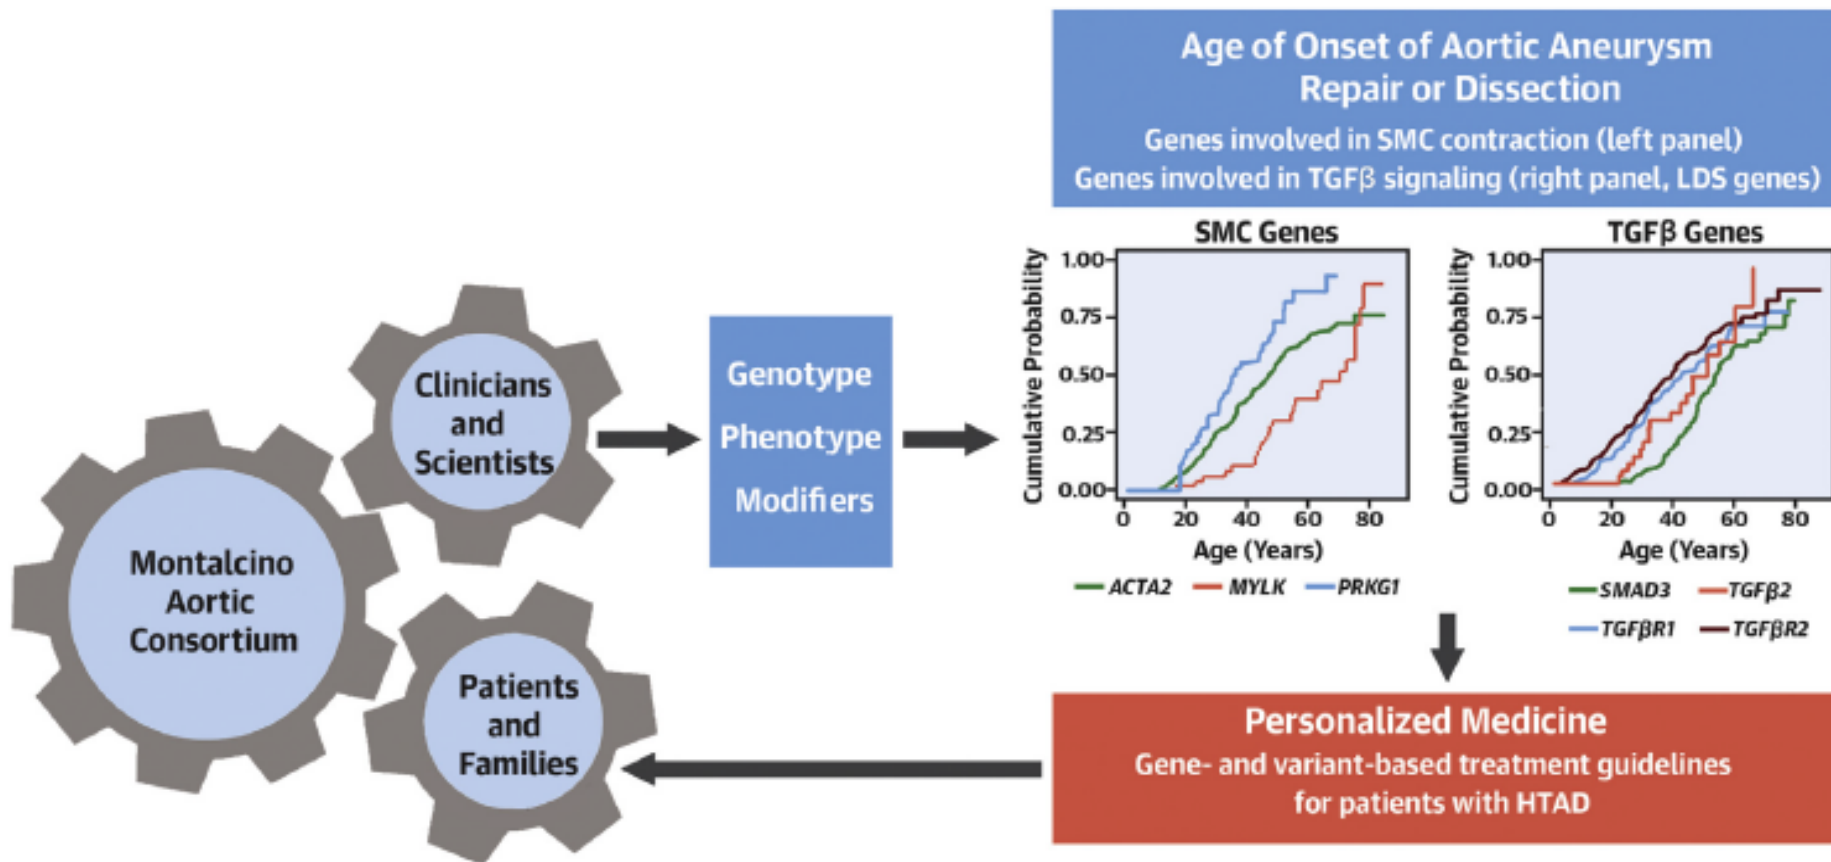 Montalcino
Aortic
Consortium
Clinicians
and
Scientists
Patients
and
Families
Genotype
Phenotype
Modifiers
Age of Onset of Aortic Aneurysm
Repair or Dissection
Genes involved in SMC contraction (left panel)
Genes involved in TGFβ signaling (right panel, LDS genes)
SMC Genes
Cumulative Probability
1.00
0.75
0.50
0.25
0.00
0 20 40 60 80
Age (Years)
ACTA2 MYLK PRKG1
TGFβ Genes
Cumulative Probability
1.00
0.75
0.50
0.25
0.00
0 20 40 60 80
Age (Years)
SMAD3 TGFβ2
TGFβR1 TGFβR2
Personalized Medicine
Gene- and variant-based treatment guidelines
for patients with HTAD